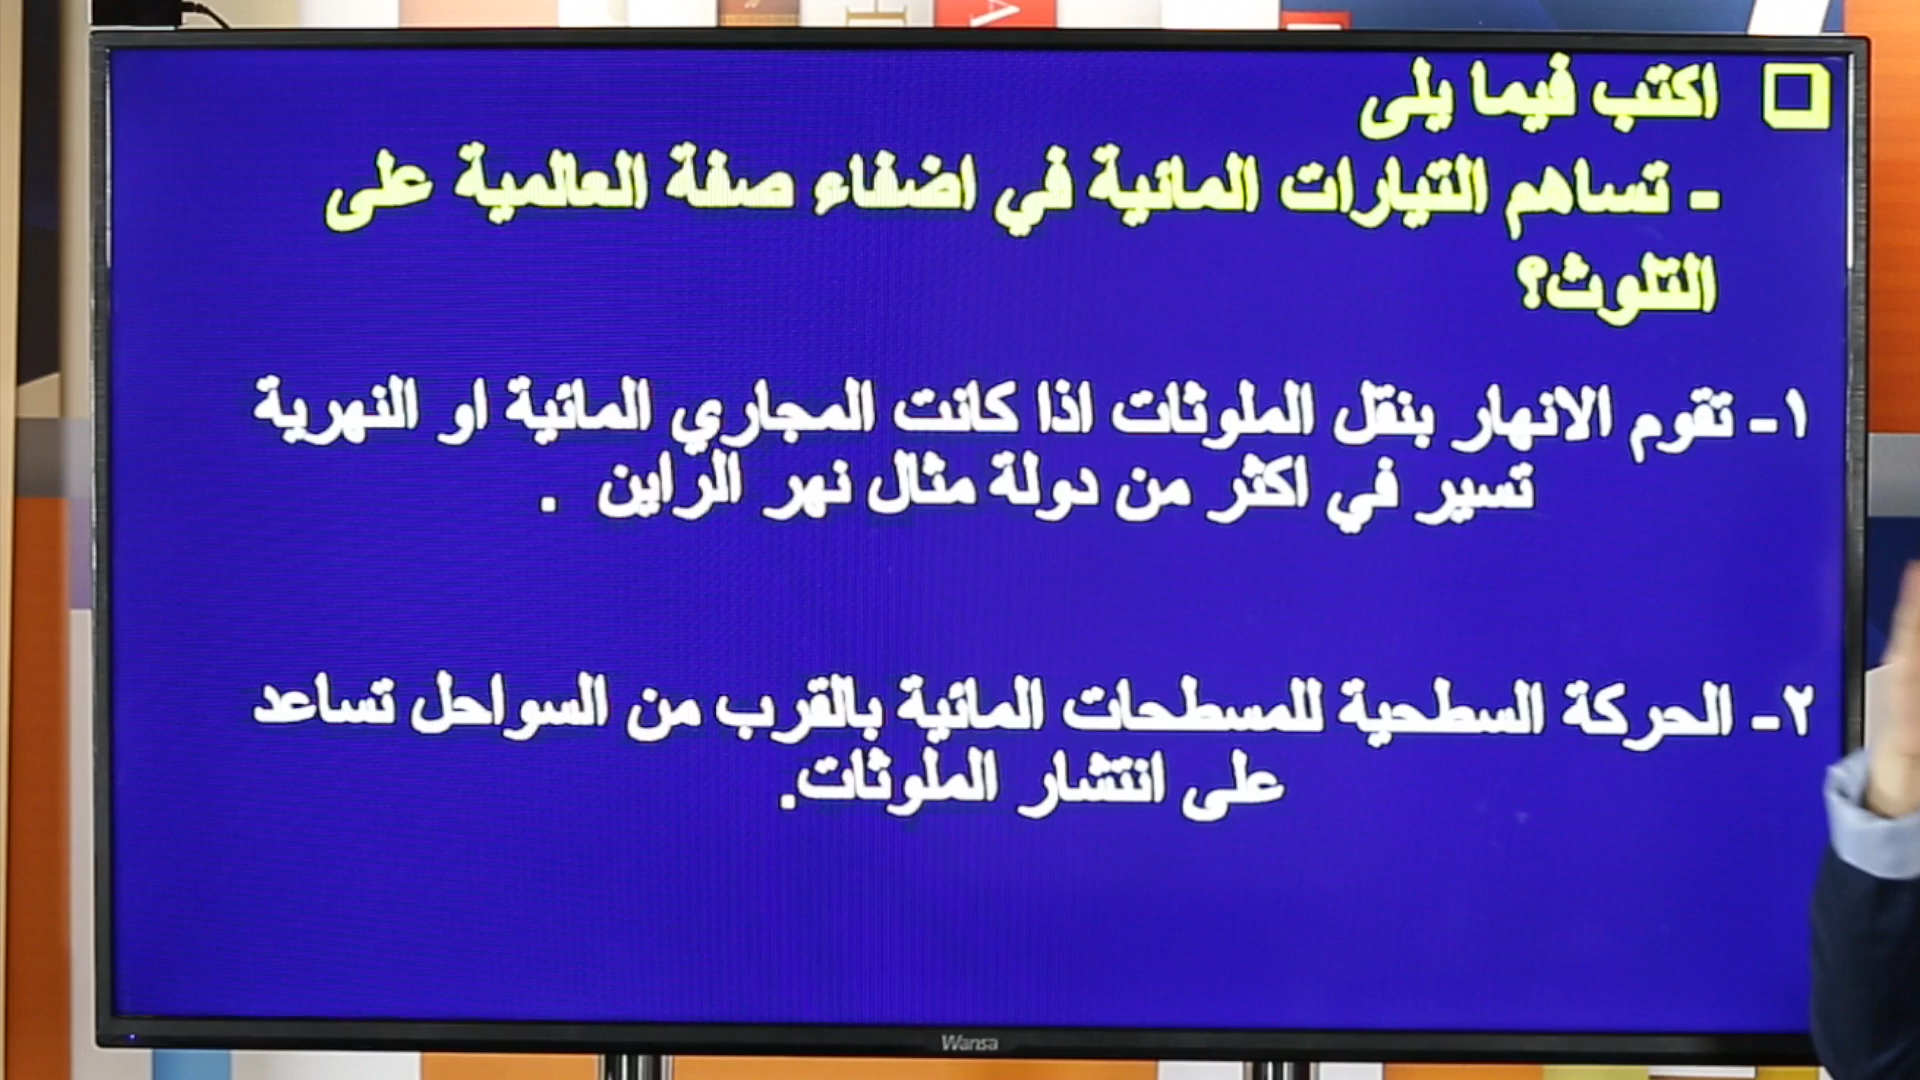 اكتب فيما يلى
- تساهم التيارات المائية في اضفاء صفة العالمية على
التلوث؟
١- تقوم الانهار بنقل الملوثات اذا كانت المجاري المائية او النهرية
تسير في اكثر من دولة مثال نهر الراين .
٢- الحركة السطحية للمسطحات المائية بالقرب من السواحل تساعد
على انتشار الملوثات.
Wansa